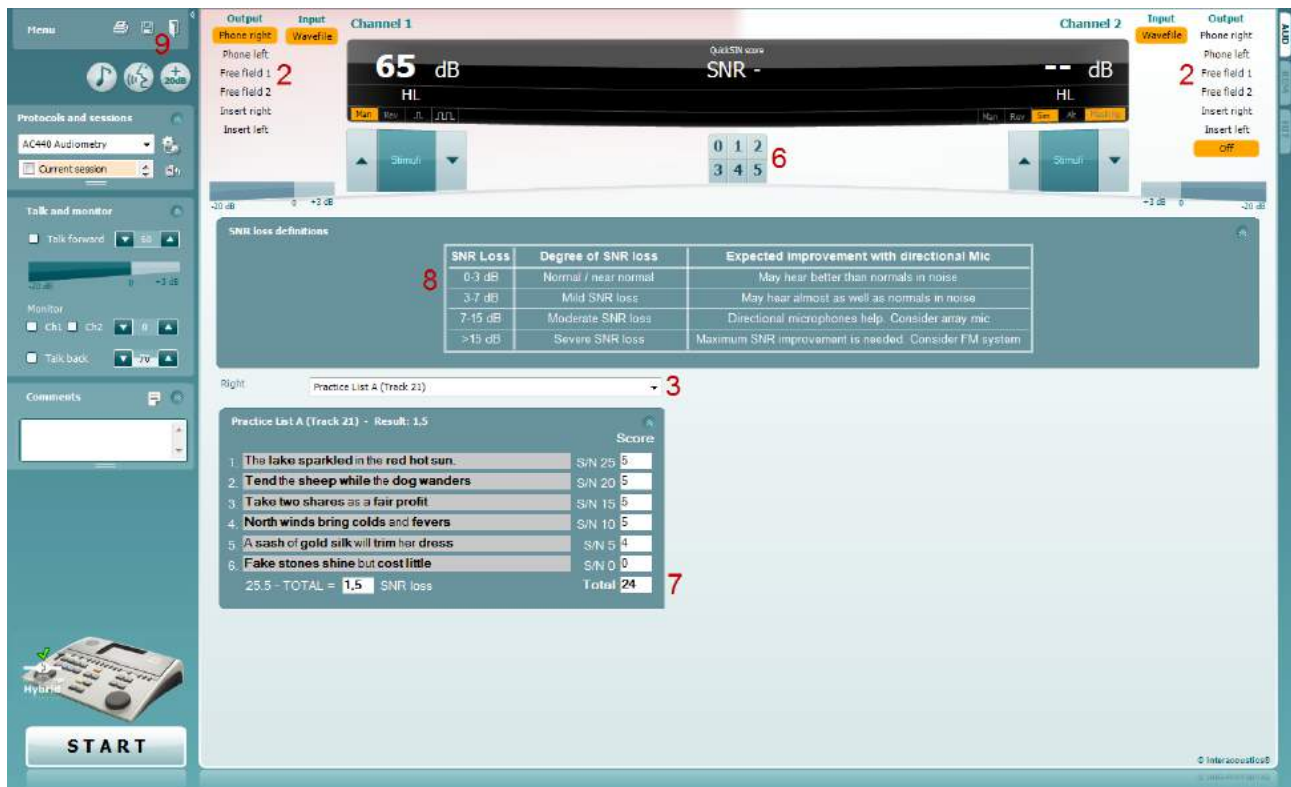 Menu
9
Protocols and sessions
AC440 Audiometry
Current session
Talk and monitor
Talk forward
-20 dB 0 +3 dB
Monitor
Ch1 Ch2 0
Talk back 70
Comments
Hybrid
START
Output Input Channel 1
Phone right Wavefile
Phone left
Free field 1 2
Free field 2
Insert right
Insert left
-20 dB 0 +3 dB
65 dB
HL
Man Rev
QuickSIN score
SNR -
-- dB
HL
Man Rev Sim Alt
Stimuli
0 1 2
3 4 5
6
Stimuli
Channel 2 Input Output
Wavefile Phone right
Phone left
2 Free field 1
Free field 2
Insert right
Insert left
Off
+3 dB 0 -20 dB
AUD
SNR loss definitions
8
SNR Loss Degree of SNR loss Expected improvement with directional Mic
0-3 dB Normal / near normal May hear better than normals in noise
3-7 dB Mild SNR loss May hear almost as well as normals in noise
7-15 dB Moderate SNR loss Directional microphones help. Consider array mic
>15 dB Severe SNR loss Maximum SNR improvement is needed. Consider FM system
Right Practice List A (Track 21) 3
Practice List A (Track 21) - Result: 1,5
Score
1. The lake sparkled in the red hot sun. S/N 25 5
2. Tend the sheep while the dog wanders S/N 20 5
3. Take two shares as a fair profit S/N 15 5
4. North winds bring colds and fevers S/N 10 5
5. A sash of gold silk will trim her dress S/N 5 4
6. Fake stones shine but cost little S/N 0 0
25.5 - TOTAL = 1,5 SNR loss Total 24 7
© Interacoustics®